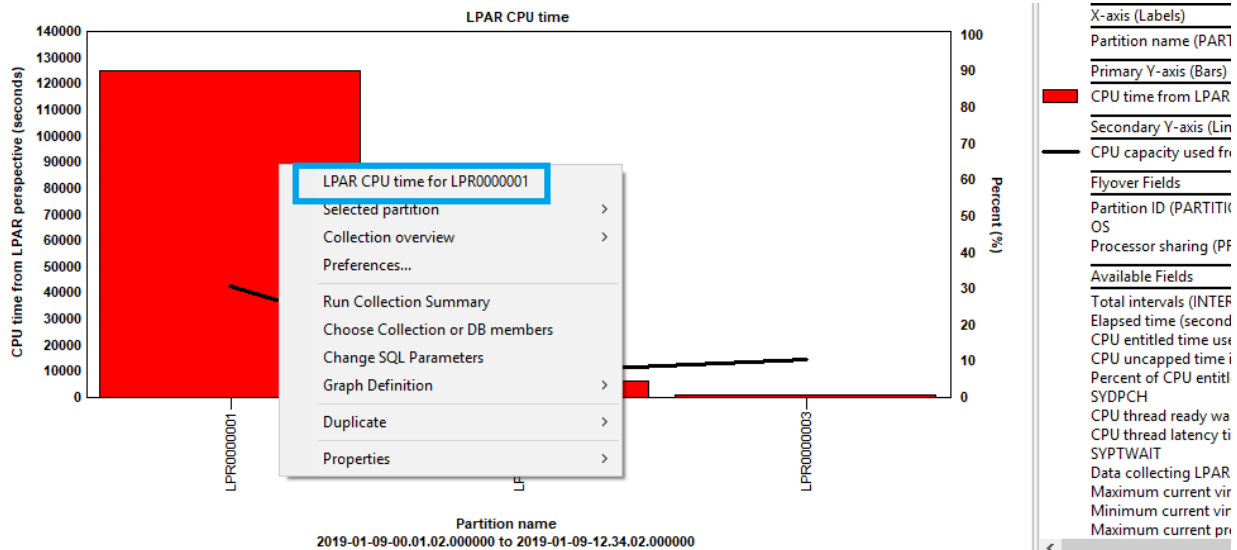 LPAR CPU time
CPU time from LPAR perspective (seconds)
140000
130000
120000
110000
100000
90000
80000
70000
60000
50000
40000
30000
20000
10000
0
100
90
80
70
60
50
40
30
20
10
0
Percent (%)
LPAR CPU time for LPR0000001
Selected partition
Collection overview
Preferences...
Run Collection Summary
Choose Collection or DB members
Change SQL Parameters
Graph Definition
Duplicate
Properties
LPR0000001
LPR0000003
Partition name
2019-01-09-00.01.02.000000 to 2019-01-09-12.34.02.000000
X-axis (Labels)
Partition name (PART
Primary Y-axis (Bars)
CPU time from LPAR
Secondary Y-axis (Lin
CPU capacity used fr
Flyover Fields
Partition ID (PARTITI
OS
Processor sharing (PR
Available Fields
Total intervals (INTER
Elapsed time (second
CPU entitled time use
CPU uncapped time i
Percent of CPU entitl
SYDPCH
CPU thread ready wa
CPU thread latency ti
SYPTWAIT
Data collecting LPAR
Maximum current vir
Minimum current vir
Maximum current pr